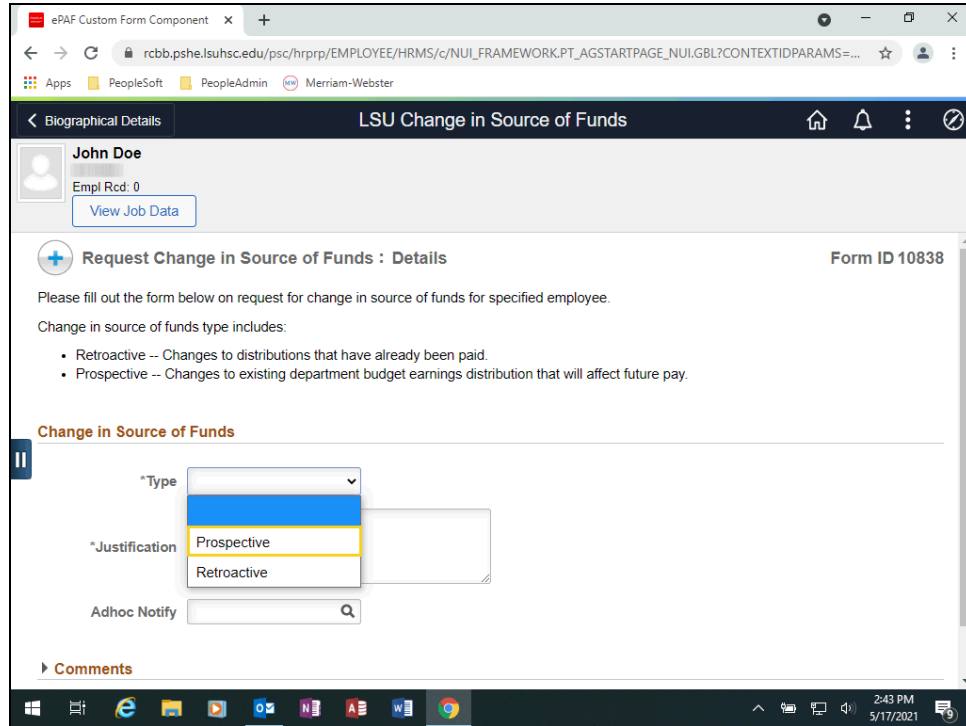 ePAF Custom Form Component
rcbb.pshe.lsuhsc.edu/psc/hrprp/EMPLOYEE/HRMS/c/NUI_FRAMEWORK.PT_AGSTARTPAGE_NUI.GBL?CONTEXTIDPARAMS=...
Apps PeopleSoft PeopleAdmin MW Merriam-Webster
Biographical Details LSU Change in Source of Funds
John Doe
Empl Rcd: 0
View Job Data
Request Change in Source of Funds : Details Form ID 10838
Please fill out the form below on request for change in source of funds for specified employee.
Change in source of funds type includes:
• Retroactive -- Changes to distributions that have already been paid.
• Prospective -- Changes to existing department budget earnings distribution that will affect future pay.
Change in Source of Funds
*Type
*Justification
Prospective
Retroactive
Adhoc Notify
Comments
2:43 PM
5/17/2021
9